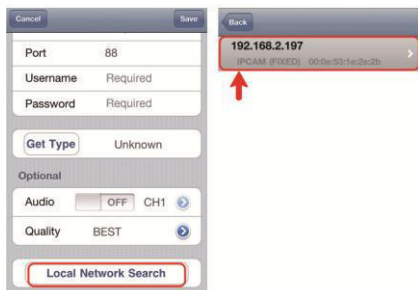 Cancel
Save
Port 88
Username Required
Password Required
Get Type Unknown
Optional
Audio OFF CH1
Quality BEST
Local Network Search
Back
192.168.2.197
IPCAM (FIXED) 00:0e:53:1e:2e:2b